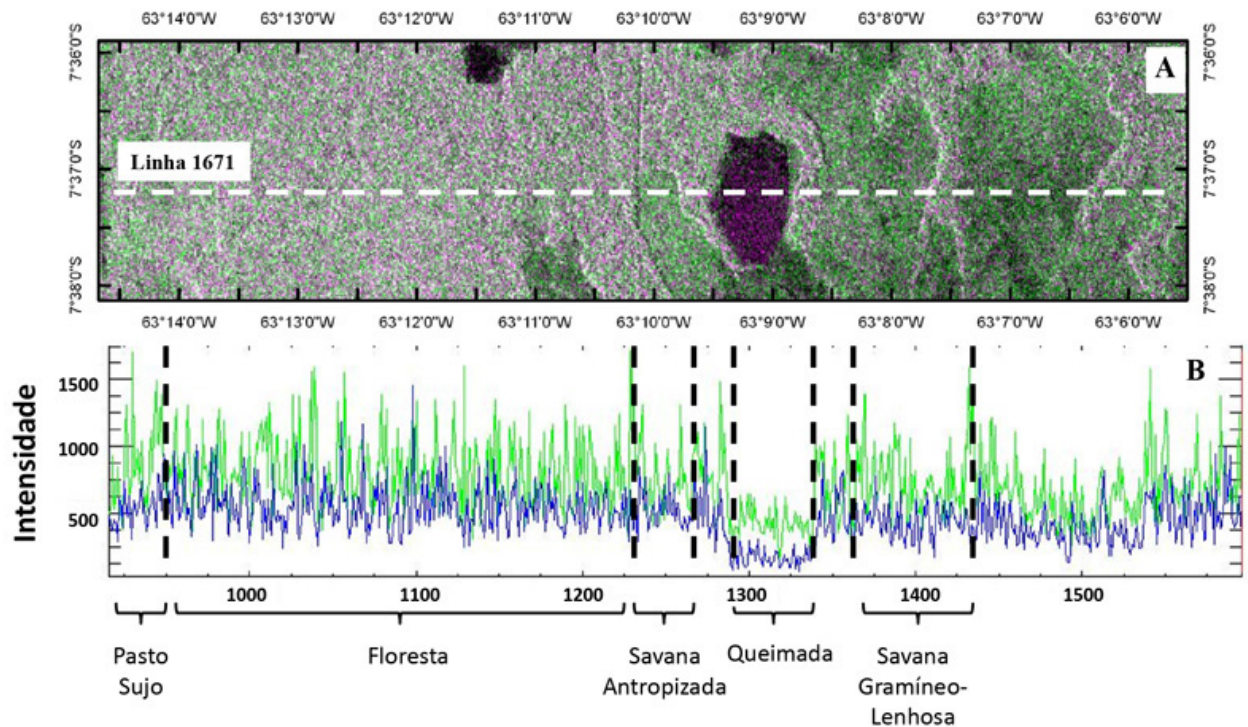 63°14'0"W 63°13'0"W 63°12'0"W 63°11'0"W 63°10'0"W 63°9'0"W 63°8'0"W 63°7'0"W 63°6'0"W
7°36'0"S
7°36'0"S
A
Linha 1671
7°37'0"S
7°37'0"S
7°38'0"S
7°38'0"S
63°14'0"W 63°13'0"W 63°12'0"W 63°11'0"W 63°10'0"W 63°9'0"W 63°8'0"W 63°7'0"W 63°6'0"W
B
Intensidade
1500
1000
500
1000 1100 1200 1300 1400 1500
Pasto Floresta Savana Queimada Savana
Sujo Antropizada Gramíneo-
Lenhosa